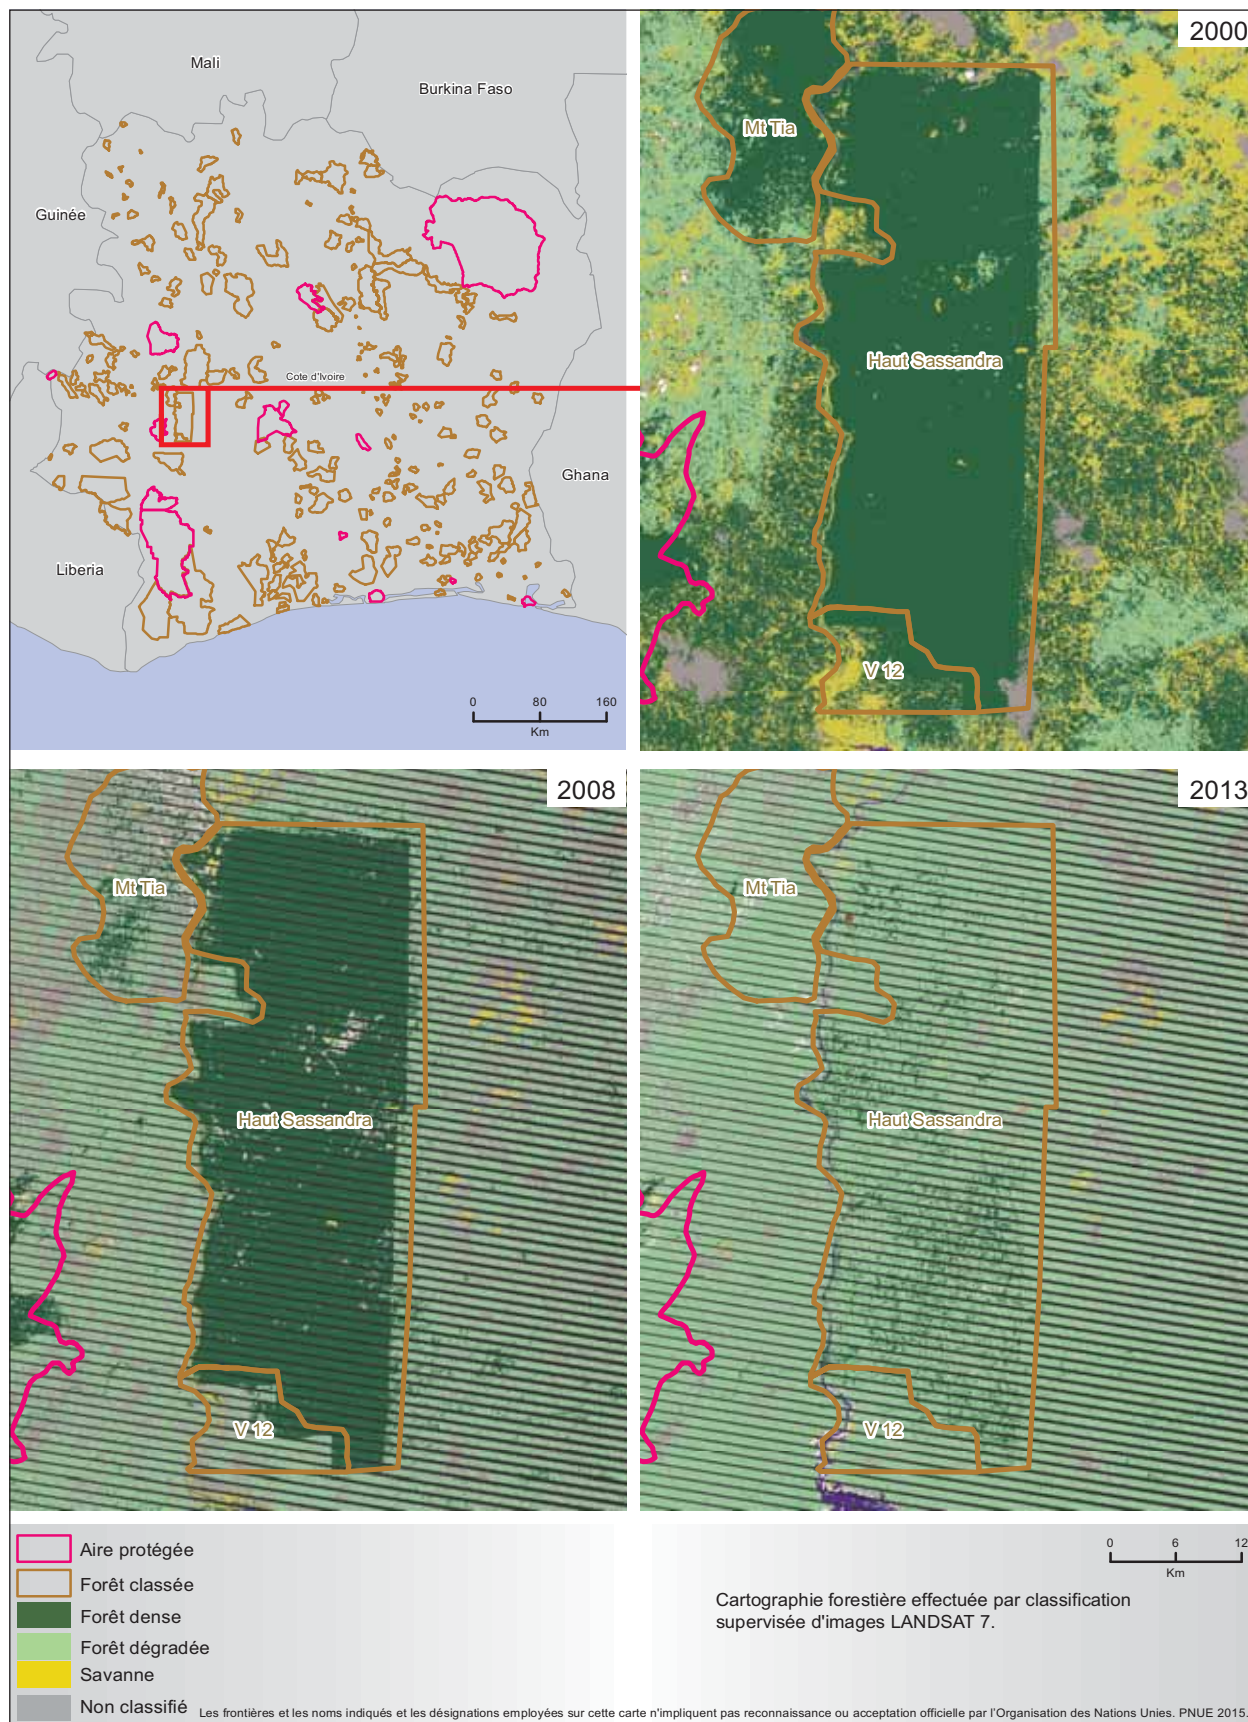 Mali
Burkina Faso
Guinée
Cote d'Ivoire
Ghana
Liberia
0 80 160
Km
2000
Mt Tia
Haut Sassandra
V 12
2008
Mt Tia
Haut Sassandra
V 12
2013
Mt Tia
Haut Sassandra
V 12
Aire protégée
Forêt classée
Forêt dense
Forêt dégradée
Savanne
Non classifié
0 6 12
Km
Cartographie forestière effectuée par classification
supervisée d'images LANDSAT 7.
Les frontières et les noms indiqués et les désignations employées sur cette carte n'impliquent pas reconnaissance ou acceptation officielle par l'Organisation des Nations Unies. PNUE 2015.